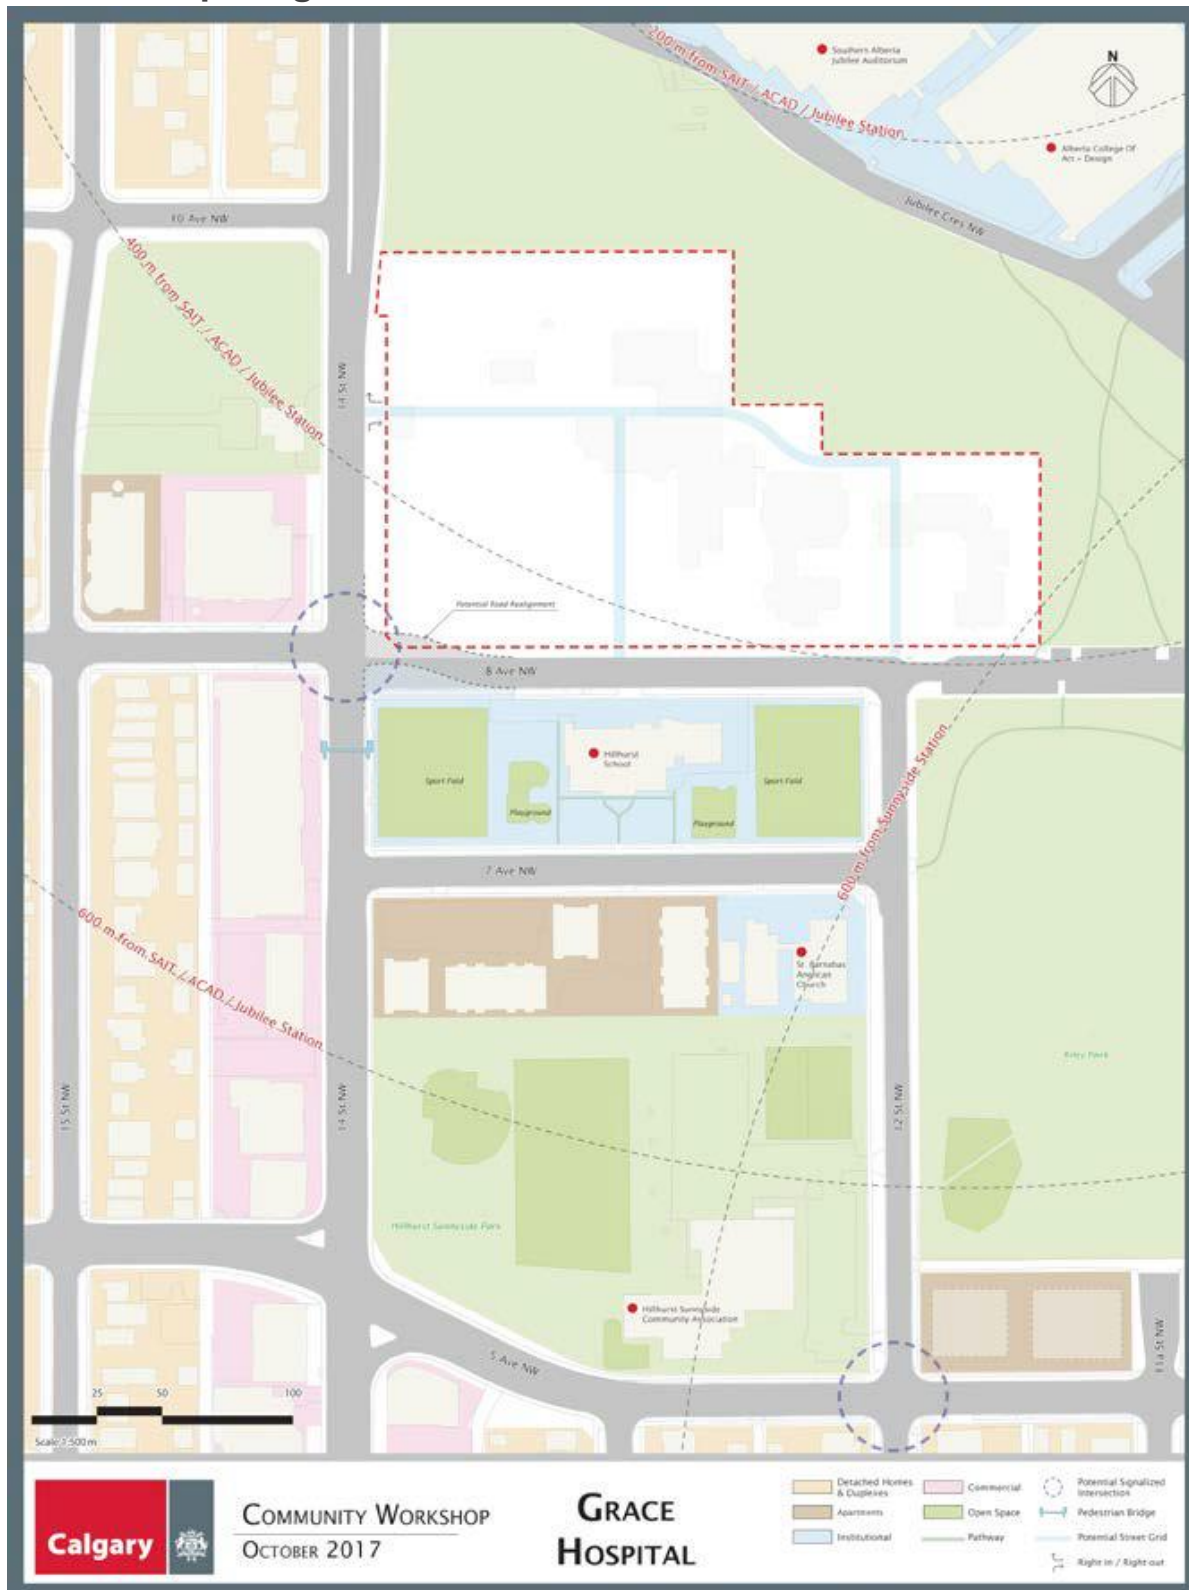 Southern Alberta
Jubilee Auditorium
N
200 m from SAIT / ACAD / Jubilee Station
Alberta College Of
Art + Design
Jubilee Cres NW
10 Ave NW
400 m from SAIT / ACAD / Jubilee Station
14 St NW
Potential Road Realignment
8 Ave NW
Hillhurst
School
Sport Field
Sport Field
Playground
Playground
600 m from Sunnyside Station
7 Ave NW
600 m from SAIT / ACAD / Jubilee Station
St. Barnabas
Anglican
Church
Riley Park
15 St NW
14 St NW
12 St NW
Hillhurst Sunnyside Park
Hillhurst Sunnyside
Community Association
11a St NW
5 Ave NW
25 50 100
Scale 1:500 m
Calgary
COMMUNITY WORKSHOP
OCTOBER 2017
GRACE
HOSPITAL
Detached Homes
& Duplexes
Apartments
Institutional
Commercial
Open Space
Pathway
Potential Signalized
Intersection
Pedestrian Bridge
Potential Street Grid
Right in / Right out